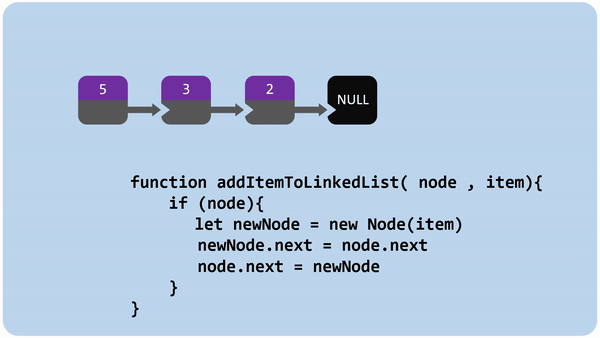 5 3 2 NULL
function addItemToLinkedList( node , item){
if (node){
let newNode = new Node(item)
newNode.next = node.next
node.next = newNode
}
}